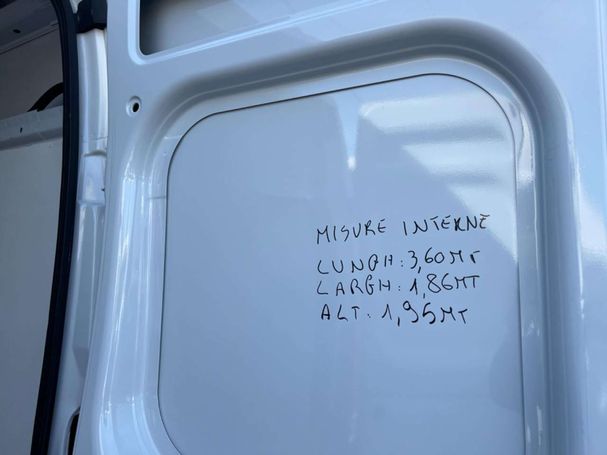 MISURE INTERNE
LUNGH: 3,60MT
LARGH: 1,86MT
ALT: 1,95MT